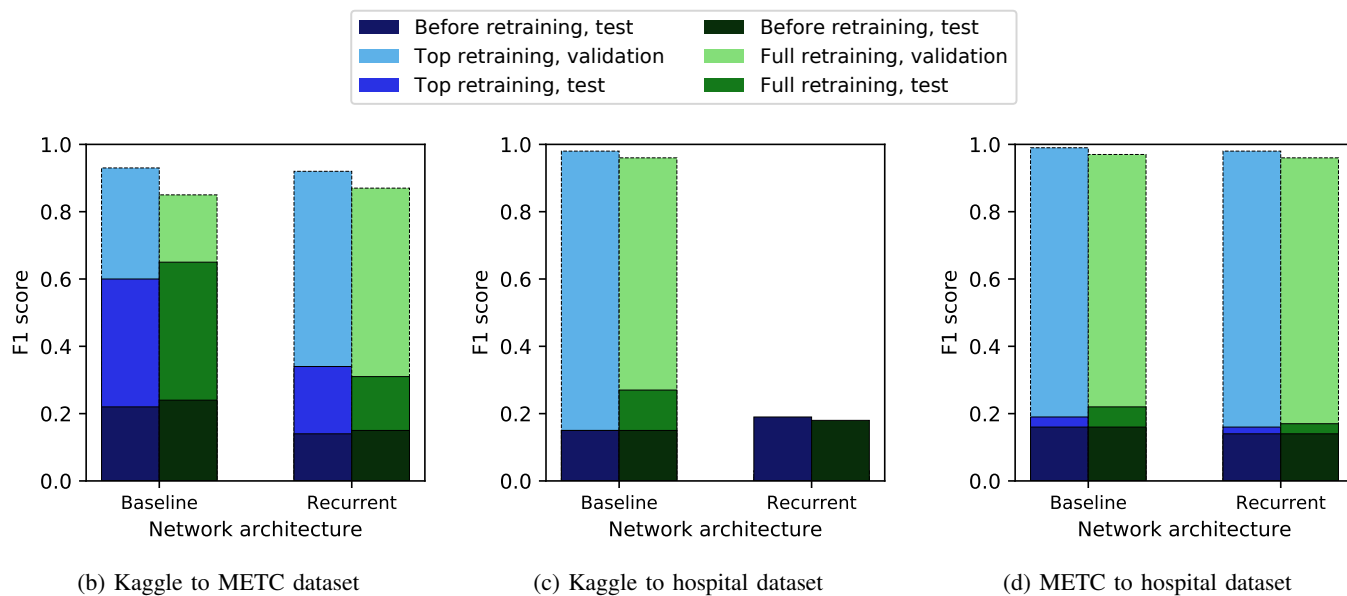 Before retraining, test
Top retraining, validation
Top retraining, test
Before retraining, test
Full retraining, validation
Full retraining, test
1.0
0.8
0.6
0.4
0.2
0.0
F1 score
Baseline
Recurrent
Network architecture
(b) Kaggle to METC dataset
1.0
0.8
0.6
0.4
0.2
0.0
F1 score
Baseline
Recurrent
Network architecture
(c) Kaggle to hospital dataset
1.0
0.8
0.6
0.4
0.2
0.0
F1 score
Baseline
Recurrent
Network architecture
(d) METC to hospital dataset